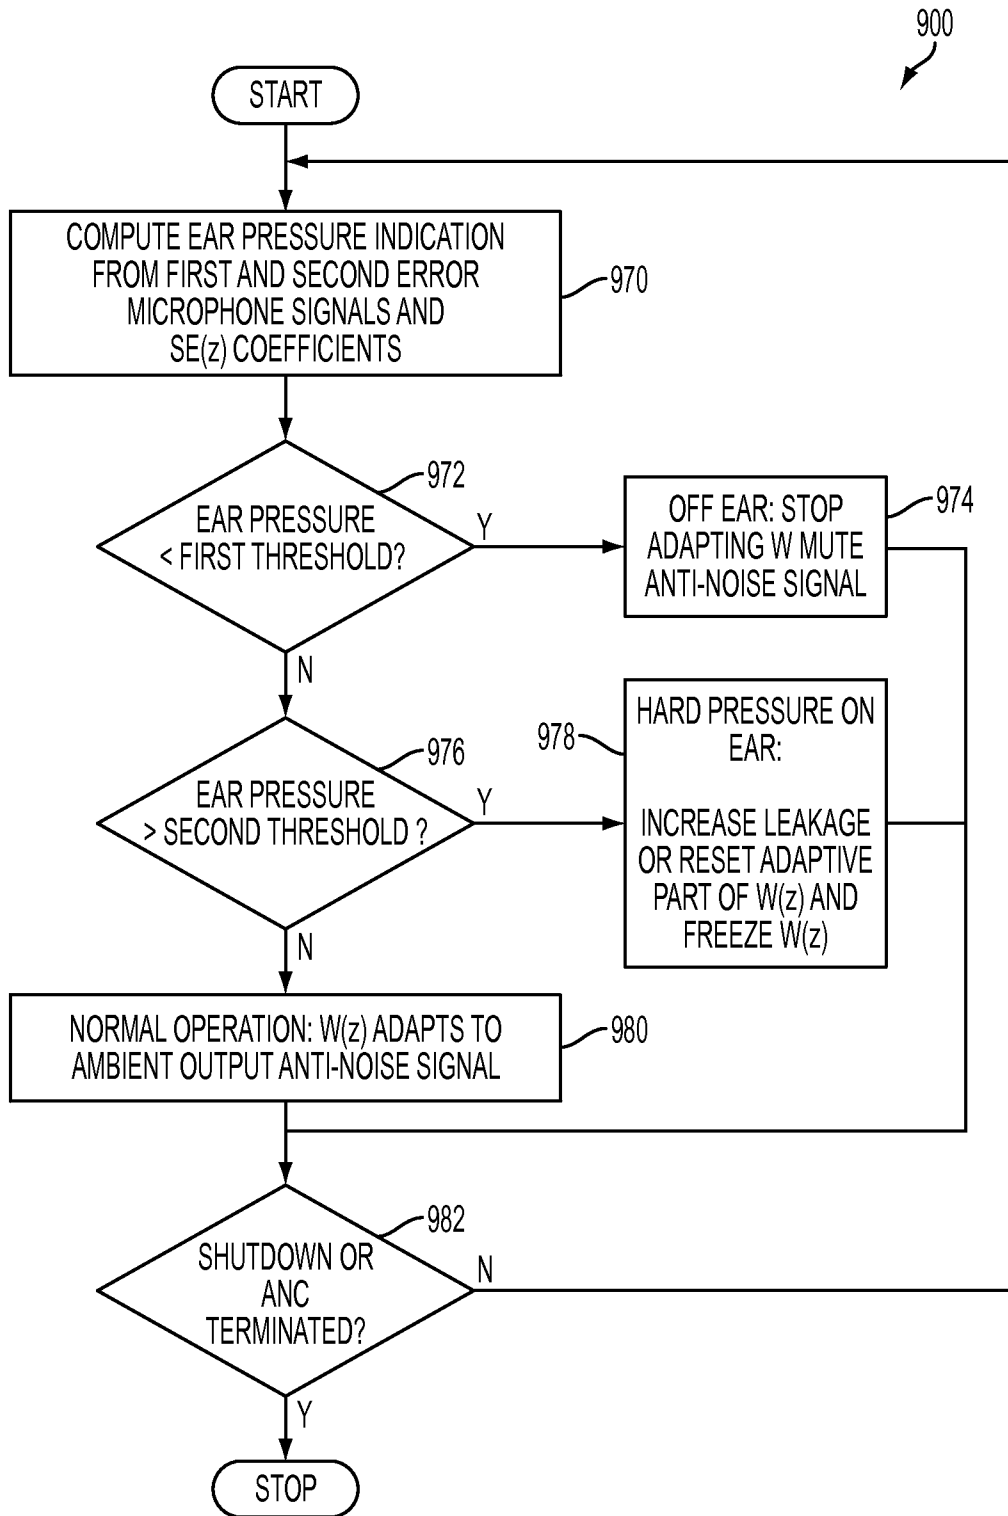 900
START
COMPUTE EAR PRESSURE INDICATION
FROM FIRST AND SECOND ERROR
MICROPHONE SIGNALS AND
SE(z) COEFFICIENTS
970
972
EAR PRESSURE
< FIRST THRESHOLD?
Y
OFF EAR: STOP
ADAPTING W MUTE
ANTI-NOISE SIGNAL
974
N
976
EAR PRESSURE
> SECOND THRESHOLD ?
Y
978
HARD PRESSURE ON
EAR:
INCREASE LEAKAGE
OR RESET ADAPTIVE
PART OF W(z) AND
FREEZE W(z)
N
NORMAL OPERATION: W(z) ADAPTS TO
AMBIENT OUTPUT ANTI-NOISE SIGNAL
980
982
SHUTDOWN OR
ANC
TERMINATED?
N
Y
STOP